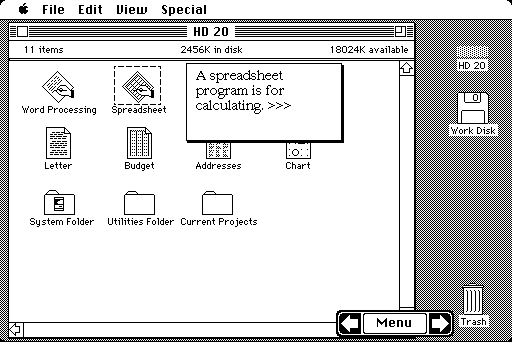 File Edit View Special
HD 20
11 items 2456K in disk 18024K available
A spreadsheet
program is for
calculating. >>>
Word Processing Spreadsheet
Letter Budget Addresses Chart
System Folder Utilities Folder Current Projects
HD 20
Work Disk
Trash
Menu